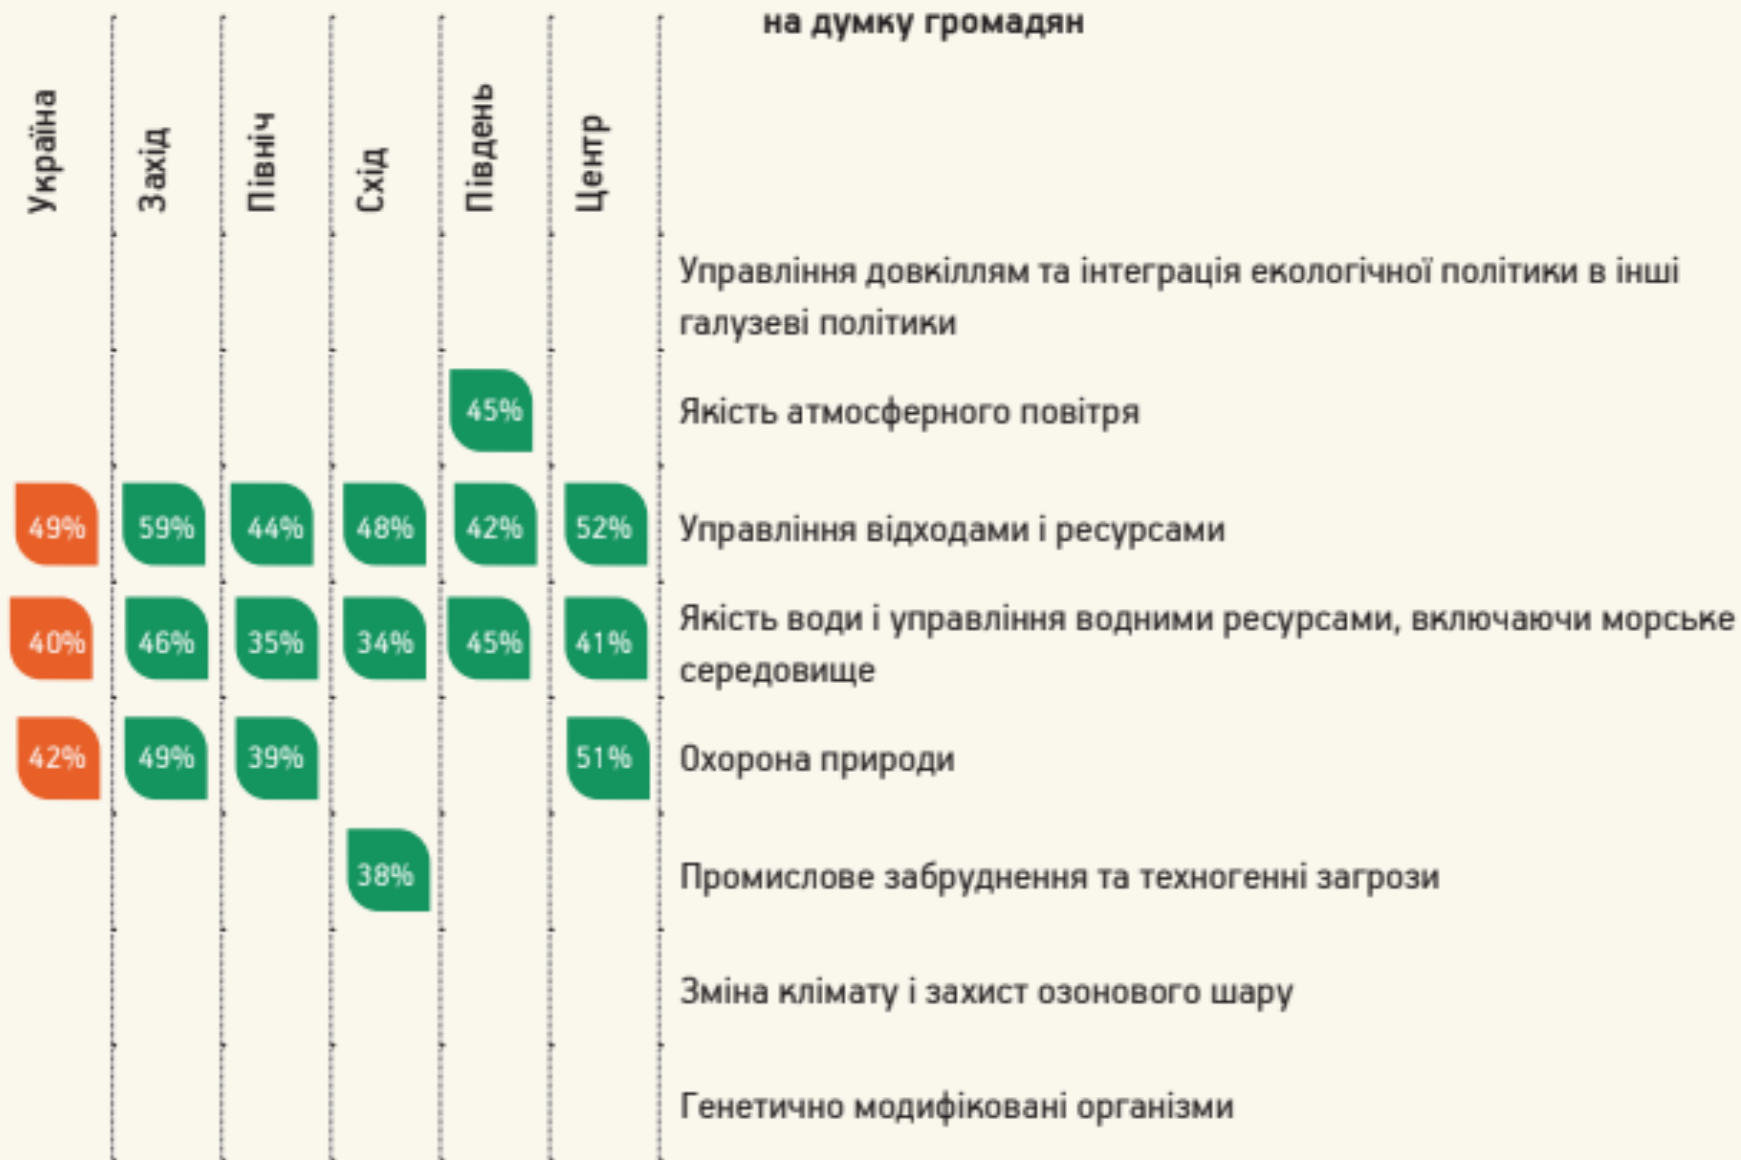 на думку громадян
Україна
Захід
Північ
Схід
Південь
Центр
Управління довкіллям та інтеграція екологічної політики в інші
галузеві політики
45%
Якість атмосферного повітря
49% 59% 44% 48% 42% 52%
Управління відходами і ресурсами
40% 46% 35% 34% 45% 41%
Якість води і управління водними ресурсами, включаючи морське
середовище
42% 49% 39% 51%
Охорона природи
38%
Промислове забруднення та техногенні загрози
Зміна клімату і захист озонового шару
Генетично модифіковані організми